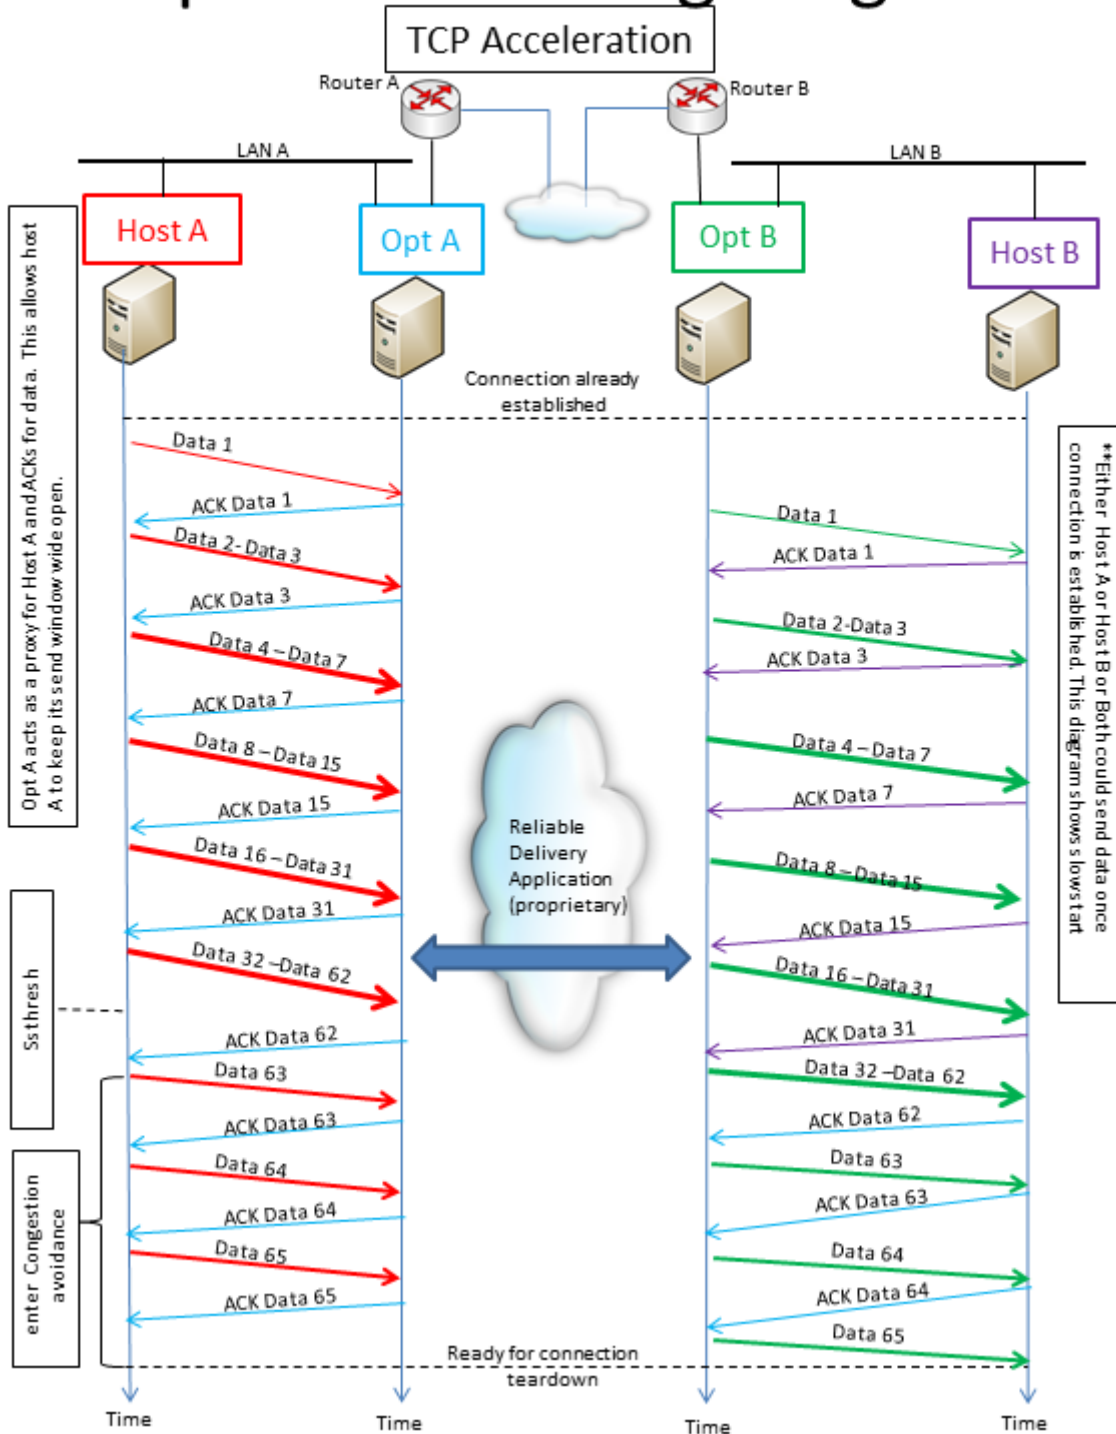 TCP Acceleration
Router A
Router B
LAN A
LAN B
Host A
Opt A
Opt B
Host B
Opt A acts as a proxy for Host A and ACKs for data. This allows host
A to keep its send window wide open.
Connection already
established
**Either Host A or Host B or Both could send data once
connection is established. This diagram shows slow start
Data 1
ACK Data 1
Data 2- Data 3
ACK Data 3
Data 4 – Data 7
ACK Data 7
Data 8 – Data 15
ACK Data 15
Data 16 – Data 31
ACK Data 31
Data 32 –Data 62
ACK Data 62
Data 63
ACK Data 63
Data 64
ACK Data 64
Data 65
ACK Data 65
Ssthresh
enter Congestion
avoidance
Reliable
Delivery
Application
(proprietary)
Data 1
ACK Data 1
Data 2-Data 3
ACK Data 3
Data 4 – Data 7
ACK Data 7
Data 8 – Data 15
ACK Data 15
Data 16 – Data 31
ACK Data 31
Data 32 –Data 62
ACK Data 62
Data 63
ACK Data 63
Data 64
ACK Data 64
Data 65
Ready for connection
teardown
Time
Time
Time
Time